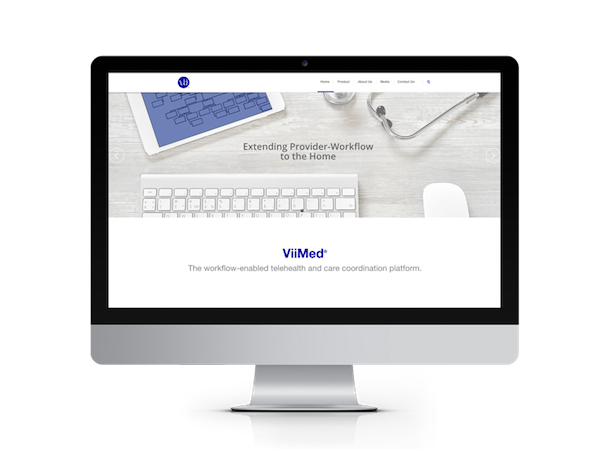 Home Product About Us Media Contact Us
Extending Provider-Workflow
to the Home
ViiMed®
The workflow-enabled telehealth and care coordination platform.